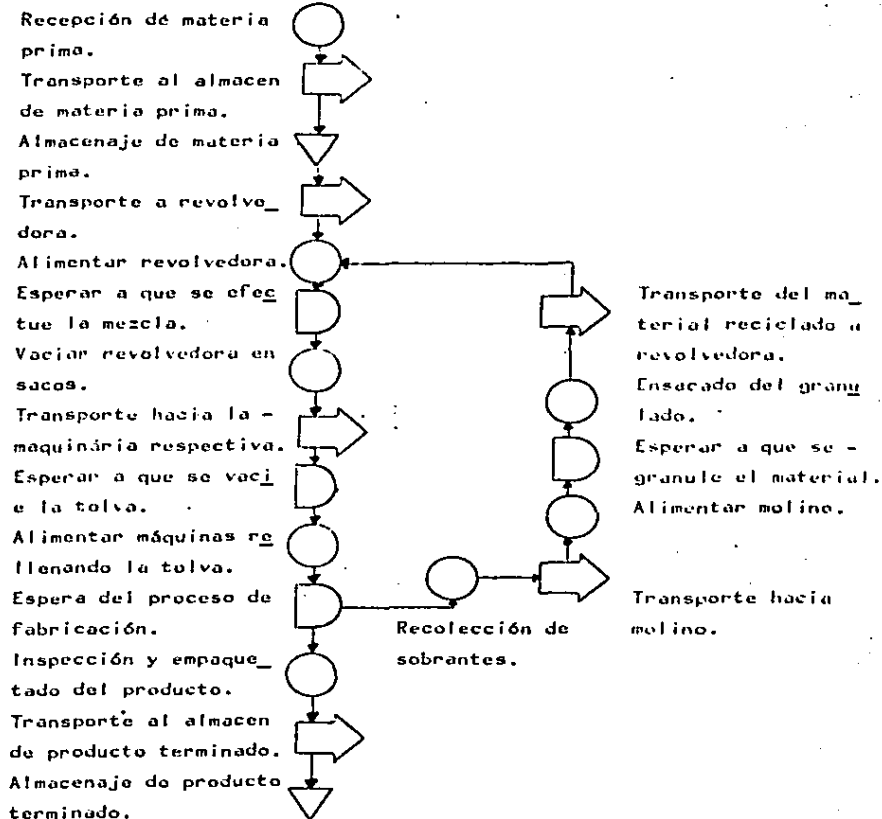 Recepción de materia
prima.
Transporte al almacen
de materia prima.
Almacenaje de materia
prima.
Transporte a revolve_
dora.
Alimentar revolvedora.
Esperar a que se efec
tue la mezcla.
Vaciar revolvedora en
sacos.
Transporte hacia la -
maquinária respectiva.
Esperar a que se vaci
e la tolva.
Alimentar máquinas re
llenando la tolva.
Espera del proceso de
fabricación.
Inspección y empaque_
tado del producto.
Transporte al almacen
de producto terminado.
Almacenaje de producto
terminado.
Recolección de
sobrantes.
Transporte del ma_
terial reciclado a
revolvedora.
Ensacado del granu
lado.
Esperar a que se -
granule el material.
Alimentar molino.
Transporte hacia
molino.